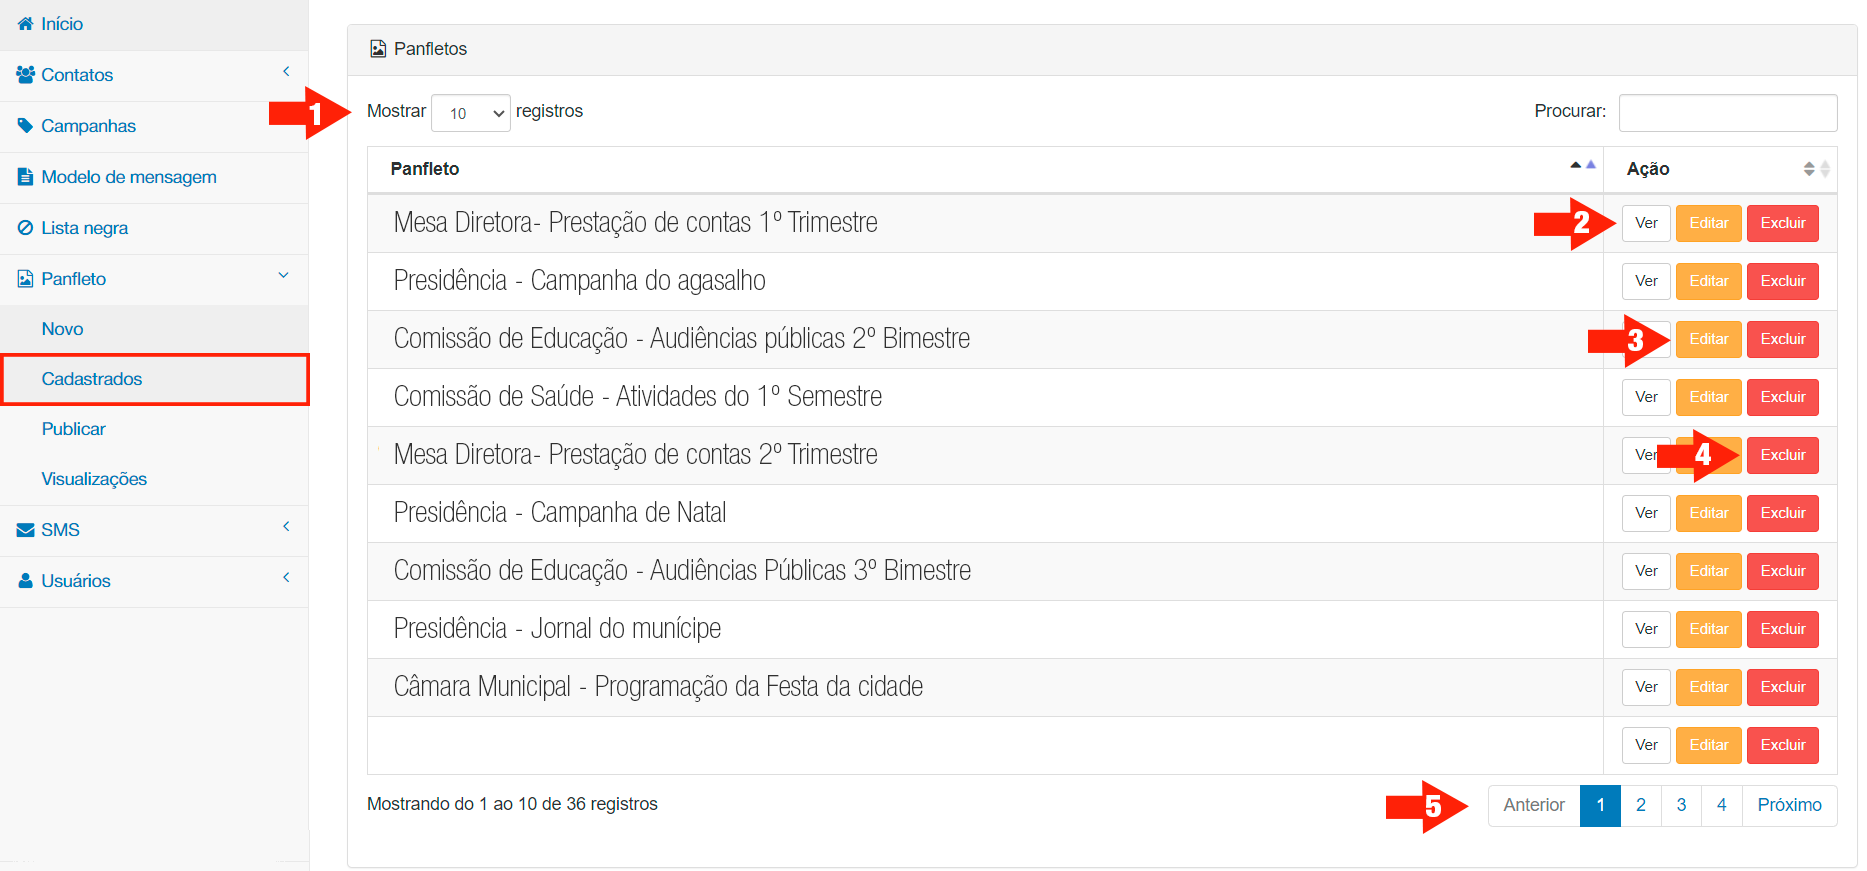 Início
Contatos
Campanhas
Modelo de mensagem
Lista negra
Panfleto
Novo
Cadastrados
Publicar
Visualizações
SMS
Usuários
Panfletos
1 Mostrar 10 registros Procurar:
Panfleto Ação
Mesa Diretora- Prestação de contas 1º Trimestre 2 Ver Editar Excluir
Presidência - Campanha do agasalho Ver Editar Excluir
Comissão de Educação - Audiências públicas 2º Bimestre 3 Editar Excluir
Comissão de Saúde - Atividades do 1º Semestre Ver Editar Excluir
Mesa Diretora- Prestação de contas 2º Trimestre Ver 4 Excluir
Presidência - Campanha de Natal Ver Editar Excluir
Comissão de Educação - Audiências Públicas 3º Bimestre Ver Editar Excluir
Presidência - Jornal do munícipe Ver Editar Excluir
Câmara Municipal - Programação da Festa da cidade Ver Editar Excluir
Ver Editar Excluir
Mostrando do 1 ao 10 de 36 registros 5 Anterior 1 2 3 4 Próximo